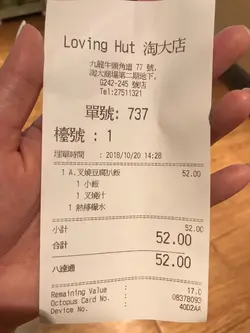 Loving Hut 淘大店
九龍牛頭角道 77 號,
淘大商場第二期地下,
G242-245 號店
Tel:27511321
單號: 737
檯號 : 1
埋單時間 : 2018/10/20 14:28
1 A.叉燒豆腐扒飯 52.00
1 小飯
1 叉燒汁
1 熱檸檬水
小計 52.00
合計 52.00
八達通 52.00
Remaining Value : 17.0
Octopus Card No. : 08378093
Device No. : 40D2AA